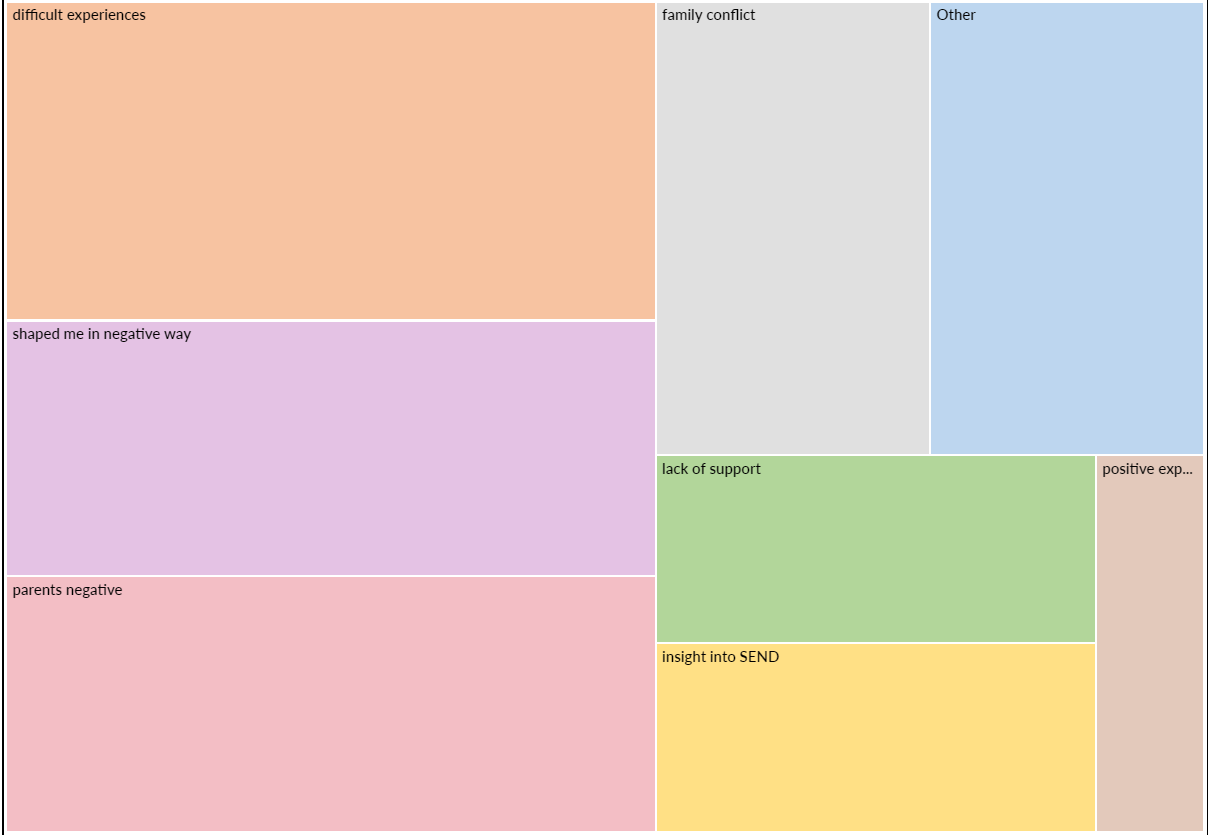 difficult experiences
family conflict
Other
shaped me in negative way
lack of support
positive exp...
parents negative
insight into SEND